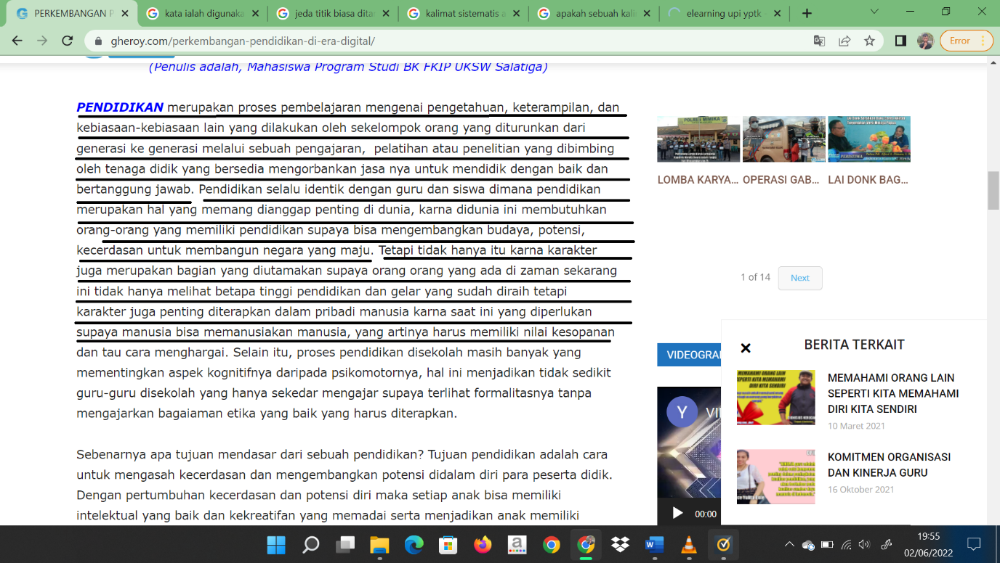 PERKEMBANGAN P
kata ialah digunaka
jeda titik biasa dita
kalimat sistematis a
apakah sebuah kali
elearning upi yptk
gheroy.com/perkembangan-pendidikan-di-era-digital/
Error
(Penulis adalah, Mahasiswa Program Studi BK FKIP UKSW Salatiga)
PENDIDIKAN merupakan proses pembelajaran mengenai pengetahuan, keterampilan, dan
kebiasaan-kebiasaan lain yang dilakukan oleh sekelompok orang yang diturunkan dari
generasi ke generasi melalui sebuah pengajaran, pelatihan atau penelitian yang dibimbing
oleh tenaga didik yang bersedia mengorbankan jasa nya untuk mendidik dengan baik dan
bertanggung jawab. Pendidikan selalu identik dengan guru dan siswa dimana pendidikan
merupakan hal yang memang dianggap penting di dunia, karna didunia ini membutuhkan
orang-orang yang memiliki pendidikan supaya bisa mengembangkan budaya, potensi,
kecerdasan untuk membangun negara yang maju. Tetapi tidak hanya itu karna karakter
juga merupakan bagian yang diutamakan supaya orang orang yang ada di zaman sekarang
ini tidak hanya melihat betapa tinggi pendidikan dan gelar yang sudah diraih tetapi
karakter juga penting diterapkan dalam pribadi manusia karna saat ini yang diperlukan
supaya manusia bisa memanusiakan manusia, yang artinya harus memiliki nilai kesopanan
dan tau cara menghargai. Selain itu, proses pendidikan disekolah masih banyak yang
mementingkan aspek kognitifnya daripada psikomotornya, hal ini menjadikan tidak sedikit
guru-guru disekolah yang hanya sekedar mengajar supaya terlihat formalitasnya tanpa
mengajarkan bagaiaman etika yang baik yang harus diterapkan.
Sebenarnya apa tujuan mendasar dari sebuah pendidikan? Tujuan pendidikan adalah cara
untuk mengasah kecerdasan dan mengembangkan potensi didalam diri para peserta didik.
Dengan pertumbuhan kecerdasan dan potensi diri maka setiap anak bisa memiliki
intelektual yang baik dan kekreatifan yang memadai serta menjadikan anak memiliki
POLRES MIMIKA
PERISTIWA
LOMBA KARYA...
OPERASI GAB...
LAI DONK BAG...
1 of 14
Next
VIDEOGRA
Y
VI
00:00
BERITA TERKAIT
MEMAHAMI ORANG LAIN
SEPERTI KITA MEMAHAMI
DIRI KITA SENDIRI
MEMAHAMI ORANG LAIN
SEPERTI KITA MEMAHAMI
DIRI KITA SENDIRI
10 Maret 2021
KOMITMEN ORGANISASI
DAN KINERJA GURU
16 Oktober 2021
19:55
02/06/2022